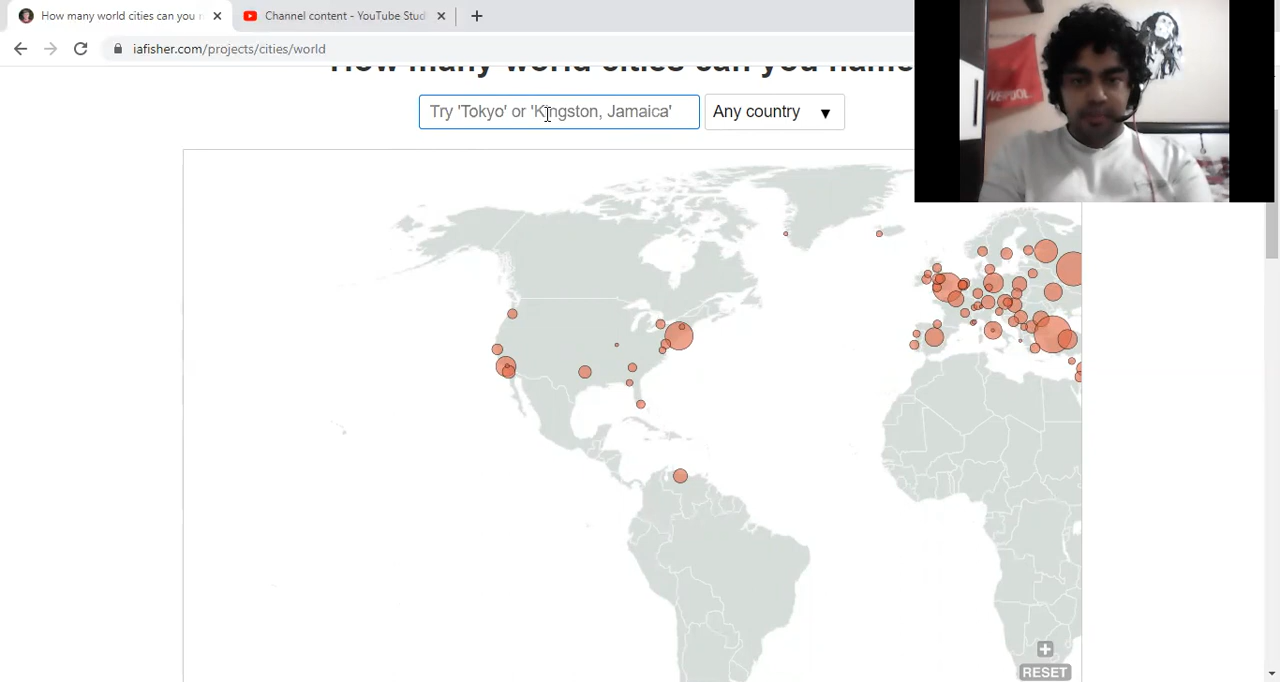 How many world cities can you n
Channel content - YouTube Stud
iafisher.com/projects/cities/world
How many world cities can you name
Try 'Tokyo' or 'Kingston, Jamaica'
Any country
LIVERPOOL
RESET